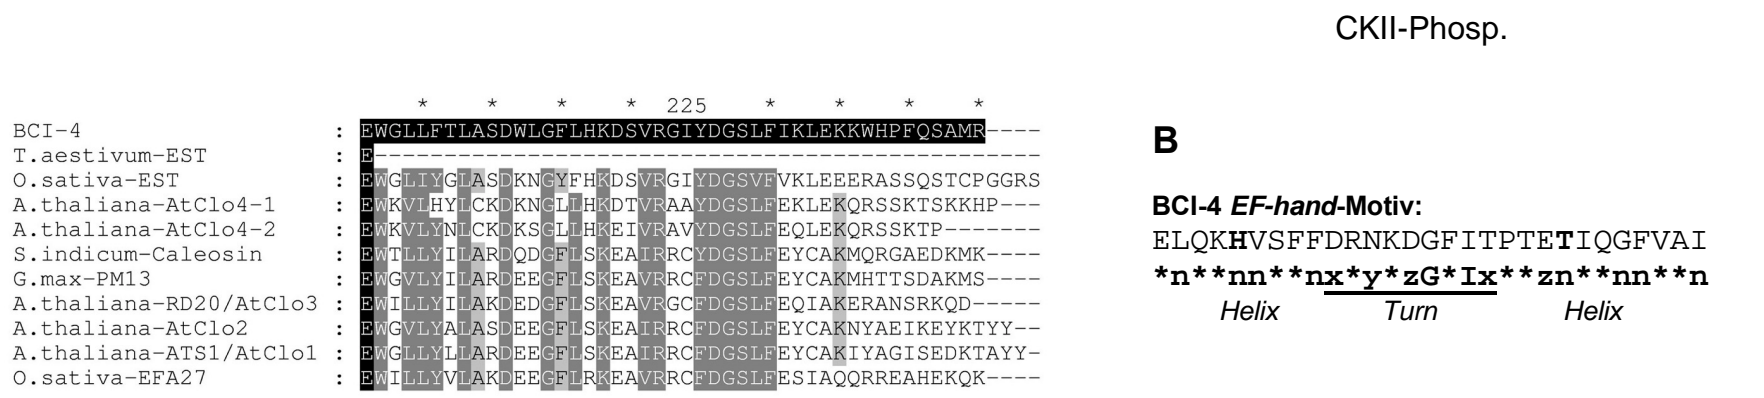 CKII-Phosp.
* * * * 225 * * * *
BCI-4 : EWGLLFTLASDWLGFLHKDSVRGIYDGSLFIKLEKKWHPFQSAMR----
T.aestivum-EST : E------------------------------------------------
O.sativa-EST : EWGLIYGLASDKNGYFHKDSVRGIYDGSVFVKLEEERASSQSTCPGGRS
A.thaliana-AtClo4-1 : EWKVLHYLCKDKNGLLHKDTVRAAYDGSLFEKLEKQRSSKTSKKHP---
A.thaliana-AtClo4-2 : EWKVLYNLCKDKSGLLHKEIVRAVYDGSLFEQLEKQRSSKTP-------
S.indicum-Caleosin : EWTLLYILARDQDGFLSKEAVRRCFDGSLFEYCAKMQRGAEDKMK----
G.max-PM13 : EWGVLYILARDEEGFLSKEAVRRCFDGSLFEYCAKMHTTSDAKMS----
A.thaliana-RD20/AtClo3 : EWILLYILAKDEDGFLSKEAVRGCFDGSLFEQIAKERANSRKQD-----
A.thaliana-AtClo2 : EWGVLYALASDEEGFLSKEAIRRCFDGSLFEYCAKNYAEIKEYKTYY--
A.thaliana-ATS1/AtClo1 : EWGLLYLLARDEEGFLSKEAIRRCFDGSLFEYCAKIYAGISEDKTAYY-
O.sativa-EFA27 : EWILLYVLAKDEEGFLRKEAVRRCFDGSLFESIAQQRREAHEKQK----
B
BCI-4 EF-hand-Motiv:
ELQKHVSFFDRNKDGFITPTETIQGFVAI
*n**nn**nx*y*zG*Ix**zn**nn**n
Helix Turn Helix